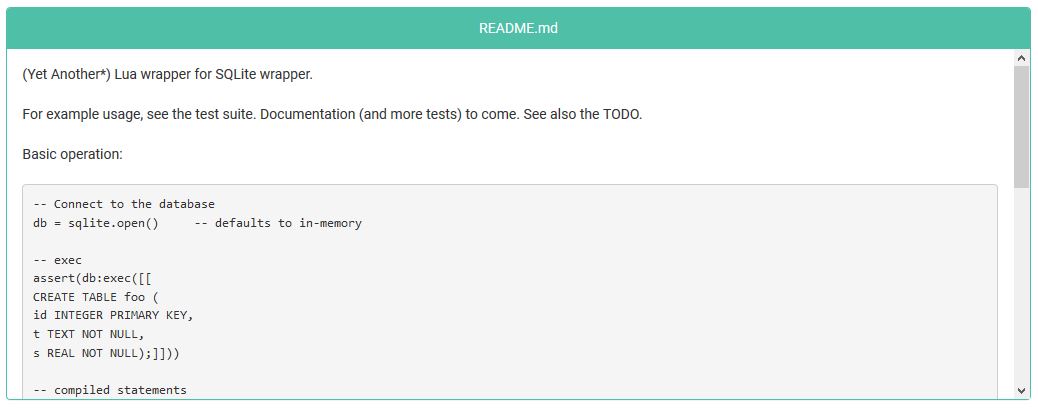 README.md
(Yet Another*) Lua wrapper for SQLite wrapper.
For example usage, see the test suite. Documentation (and more tests) to come. See also the TODO.
Basic operation:
-- Connect to the database
db = sqlite.open()     -- defaults to in-memory
-- exec
assert(db:exec([[
CREATE TABLE foo (
id INTEGER PRIMARY KEY,
t TEXT NOT NULL,
s REAL NOT NULL);]]))
-- compiled statements